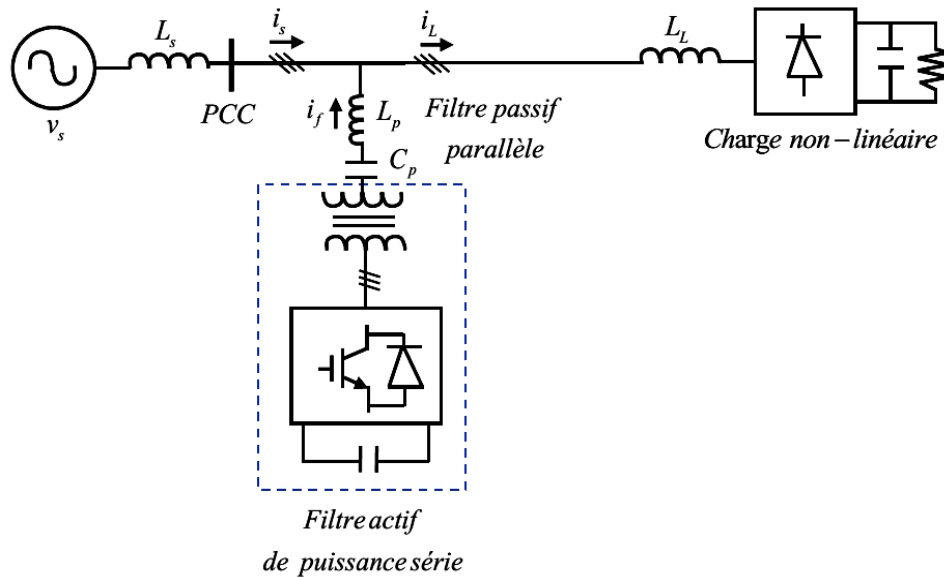 L_s
i_s
i_L
L_L
v_s
PCC
i_f
L_p
Filtre passif
parallèle
Charge non-linéaire
C_p
Filtre actif
de puissance série